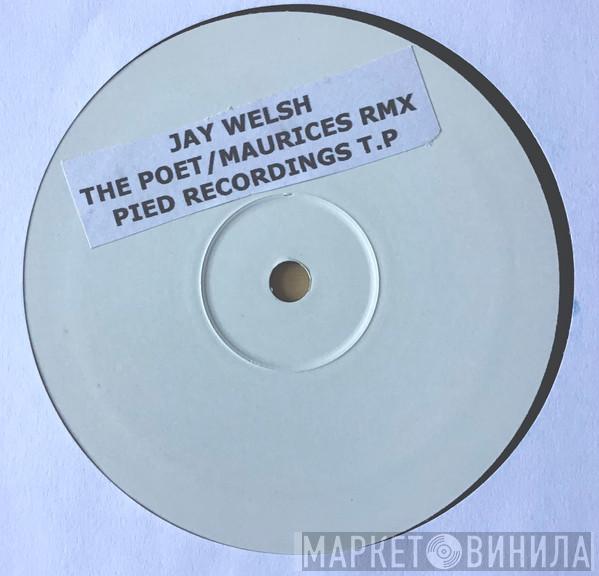 JAY WELSH
THE POET/MAURICES RMX
PIED RECORDINGS T.P
МАРКЕТ ВИНИЛА